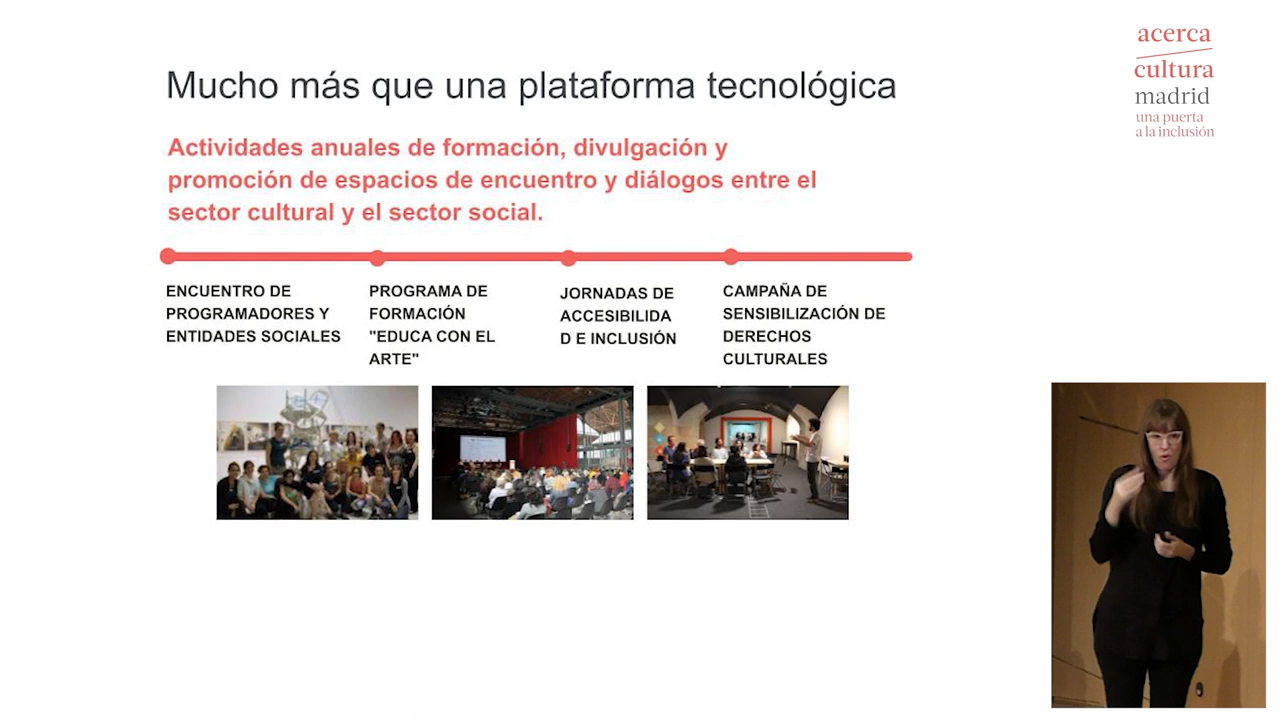 acerca
cultura
madrid
una puerta
a la inclusión
Mucho más que una plataforma tecnológica
Actividades anuales de formación, divulgación y
promoción de espacios de encuentro y diálogos entre el
sector cultural y el sector social.
ENCUENTRO DE
PROGRAMADORES Y
ENTIDADES SOCIALES
PROGRAMA DE
FORMACIÓN
"EDUCA CON EL
ARTE"
JORNADAS DE
ACCESIBILIDA
D E INCLUSIÓN
CAMPAÑA DE
SENSIBILIZACIÓN DE
DERECHOS
CULTURALES